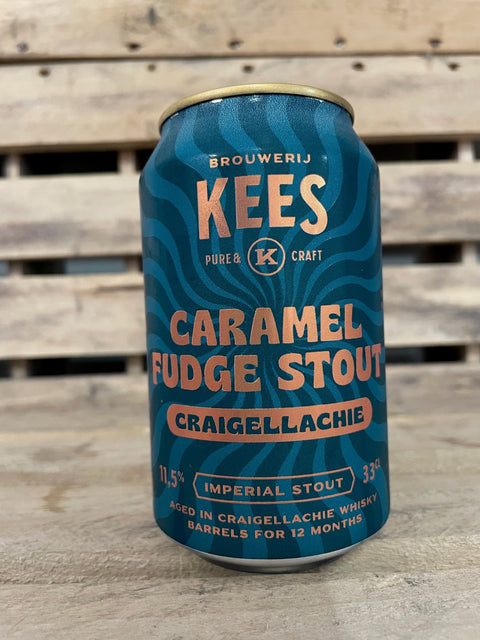 BROUWERIJ
KEES
PURE & K CRAFT
CARAMEL
FUDGE STOUT
CRAIGELLACHIE
11,5% IMPERIAL STOUT 33CL
AGED IN CRAIGELLACHIE WHISKY
BARRELS FOR 12 MONTHS